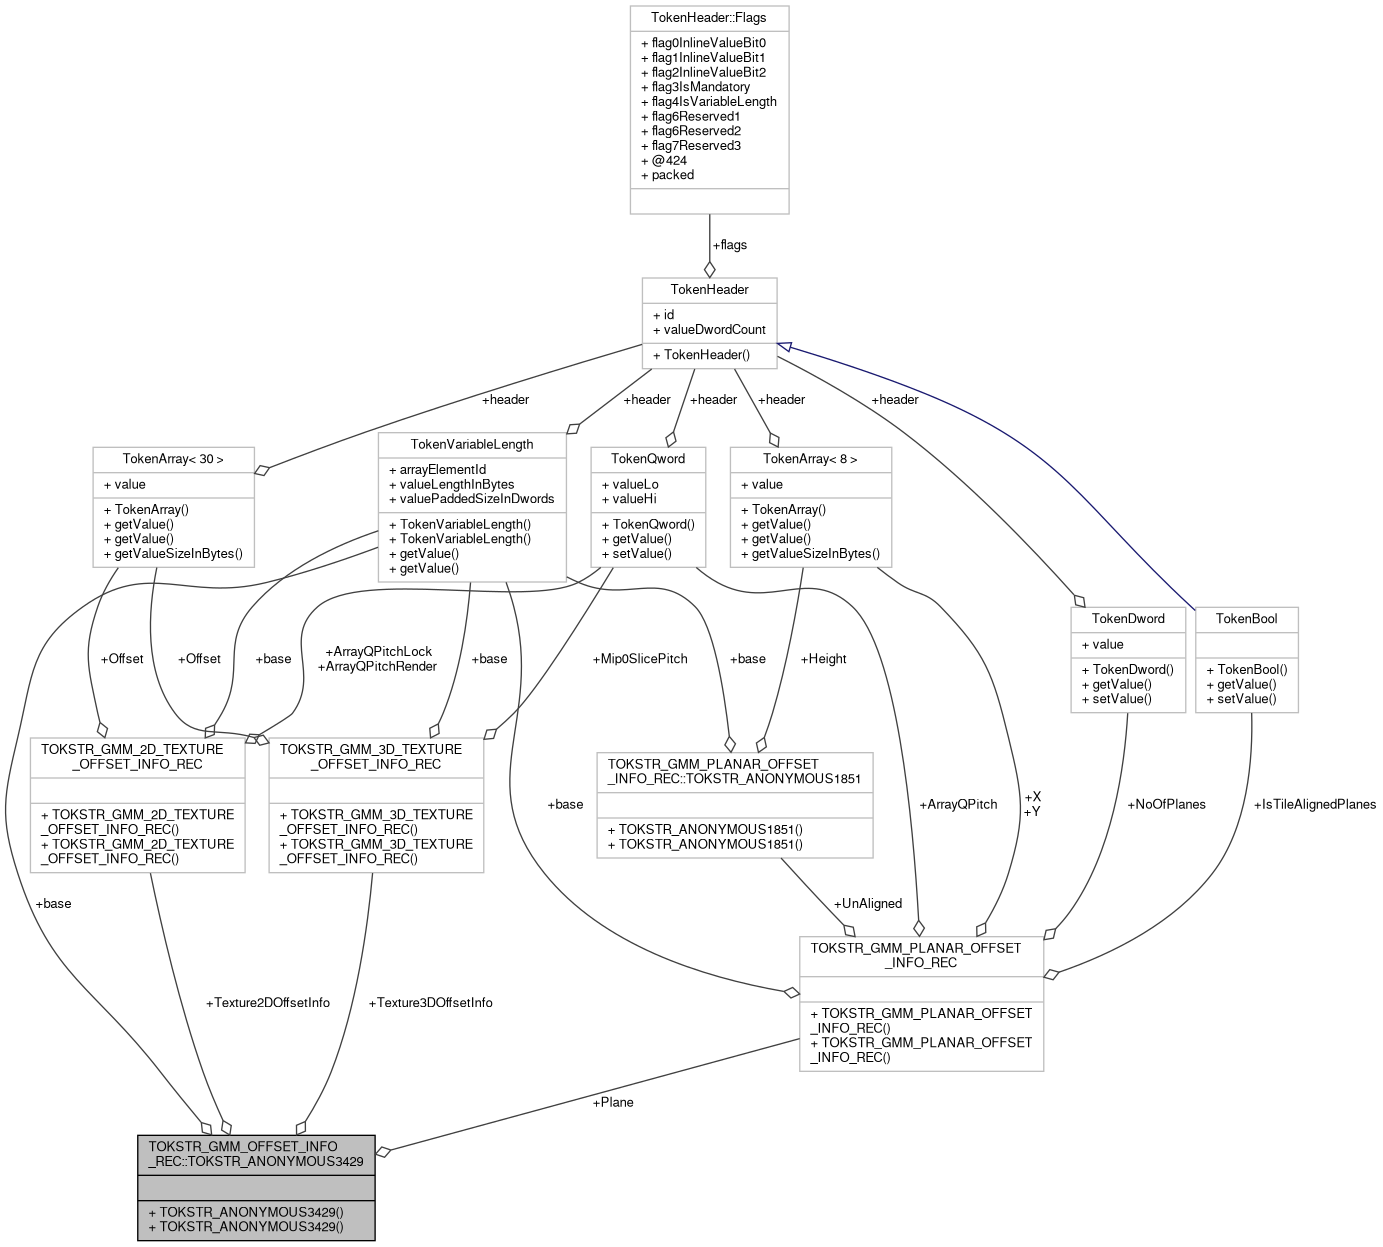 TokenHeader::Flags
+ flag0InlineValueBit0
+ flag1InlineValueBit1
+ flag2InlineValueBit2
+ flag3IsMandatory
+ flag4IsVariableLength
+ flag6Reserved1
+ flag6Reserved2
+ flag7Reserved3
+ @424
+ packed
+flags
TokenHeader
+ id
+ valueDwordCount
+ TokenHeader()
+header
+header
+header
+header
+header
TokenArray< 30 >
+ value
+ TokenArray()
+ getValue()
+ getValue()
+ getValueSizeInBytes()
TokenVariableLength
+ arrayElementId
+ valueLengthInBytes
+ valuePaddedSizeInDwords
+ TokenVariableLength()
+ TokenVariableLength()
+ getValue()
+ getValue()
TokenQword
+ valueLo
+ valueHi
+ TokenQword()
+ getValue()
+ setValue()
TokenArray< 8 >
+ value
+ TokenArray()
+ getValue()
+ getValue()
+ getValueSizeInBytes()
TokenDword
+ value
+ TokenDword()
+ getValue()
+ setValue()
TokenBool
+ TokenBool()
+ getValue()
+ setValue()
+Offset
+Offset
+base
+ArrayQPitchLock
+ArrayQPitchRender
+base
+Mip0SlicePitch
+base
+Height
TOKSTR_GMM_2D_TEXTURE
_OFFSET_INFO_REC
+ TOKSTR_GMM_2D_TEXTURE
_OFFSET_INFO_REC()
+ TOKSTR_GMM_2D_TEXTURE
_OFFSET_INFO_REC()
TOKSTR_GMM_3D_TEXTURE
_OFFSET_INFO_REC
+ TOKSTR_GMM_3D_TEXTURE
_OFFSET_INFO_REC()
+ TOKSTR_GMM_3D_TEXTURE
_OFFSET_INFO_REC()
TOKSTR_GMM_PLANAR_OFFSET
_INFO_REC::TOKSTR_ANONYMOUS1851
+ TOKSTR_ANONYMOUS1851()
+ TOKSTR_ANONYMOUS1851()
+base
+ArrayQPitch
+X
+Y
+NoOfPlanes
+IsTileAlignedPlanes
+base
+UnAligned
TOKSTR_GMM_PLANAR_OFFSET
_INFO_REC
+ TOKSTR_GMM_PLANAR_OFFSET
_INFO_REC()
+ TOKSTR_GMM_PLANAR_OFFSET
_INFO_REC()
+Texture2DOffsetInfo
+Texture3DOffsetInfo
+Plane
TOKSTR_GMM_OFFSET_INFO
_REC::TOKSTR_ANONYMOUS3429
+ TOKSTR_ANONYMOUS3429()
+ TOKSTR_ANONYMOUS3429()